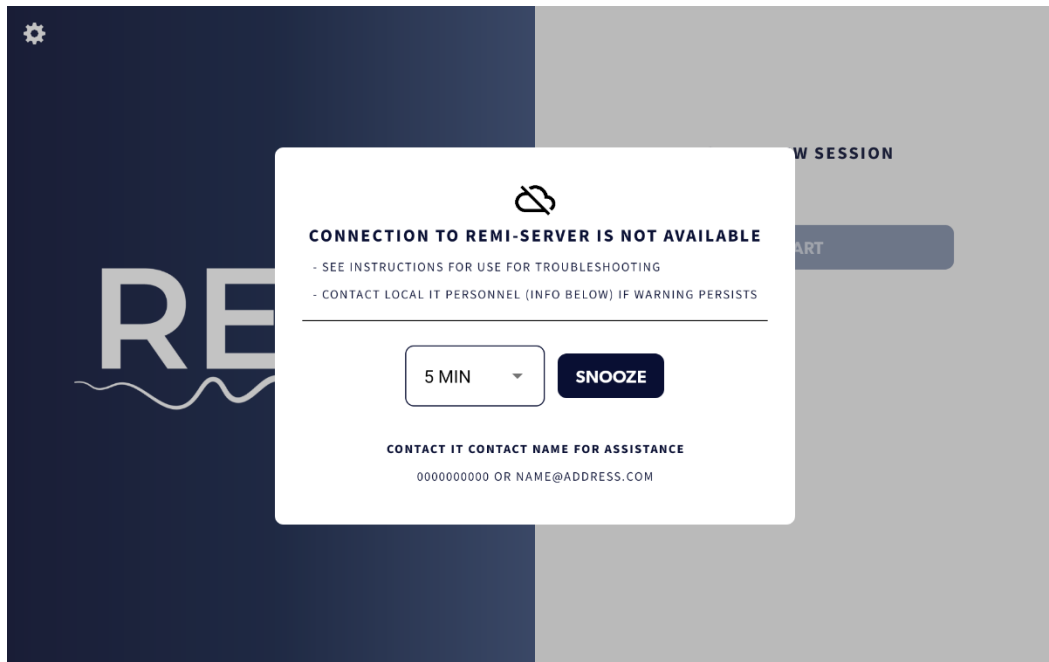 W SESSION
CONNECTION TO REMI-SERVER IS NOT AVAILABLE
- SEE INSTRUCTIONS FOR USE FOR TROUBLESHOOTING
ART
- CONTACT LOCAL IT PERSONNEL (INFO BELOW) IF WARNING PERSISTS
RE
5 MIN
SNOOZE
CONTACT IT CONTACT NAME FOR ASSISTANCE
0000000000 OR NAME@ADDRESS.COM